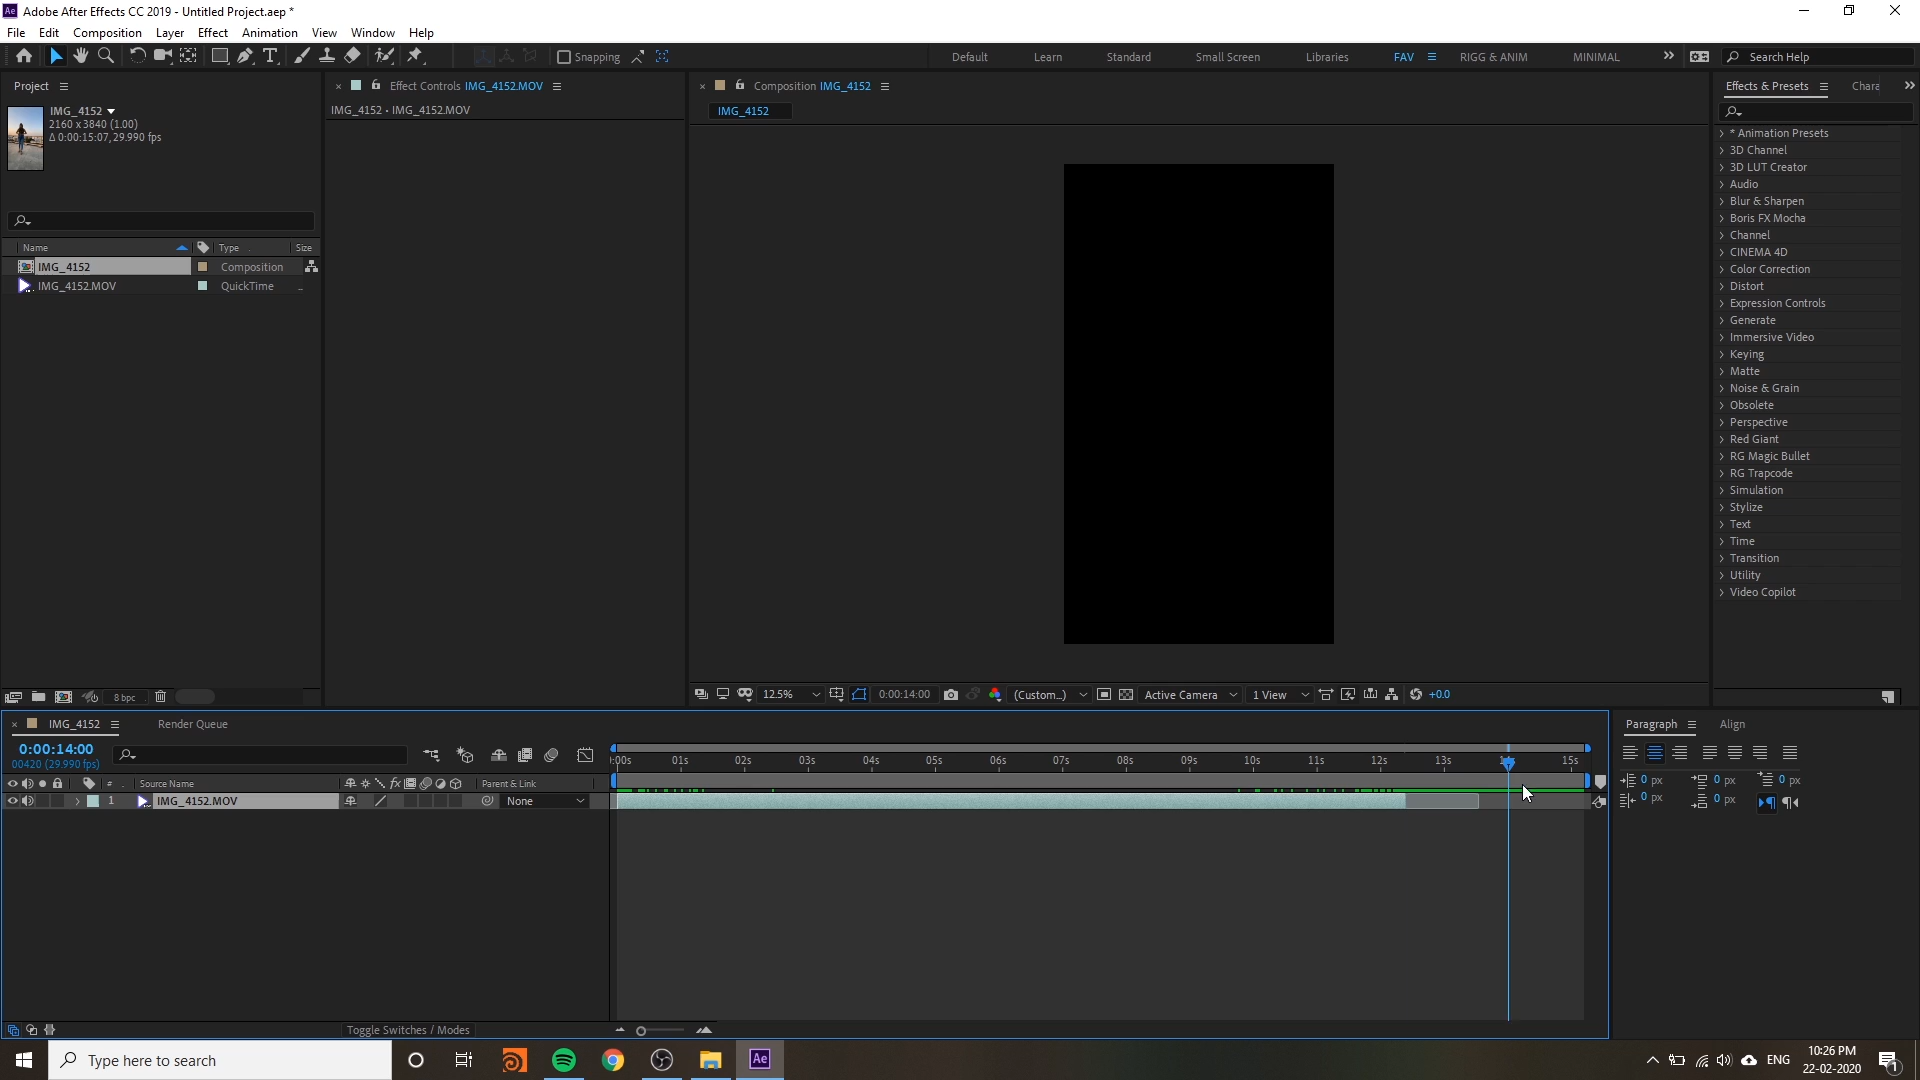 Ae Adobe After Effects CC 2019 - Untitled Project.aep *
File Edit Composition Layer Effect Animation View Window Help
Snapping Default Learn Standard Small Screen Libraries FAV RIGG & ANIM MINIMAL Search Help
Project
IMG_4152
2160 x 3840 (1.00)
Δ 0:00:15:07, 29.990 fps
Name Type Size
IMG_4152 Composition
IMG_4152.MOV QuickTime
8 bpc
Effect Controls IMG_4152.MOV
IMG_4152 • IMG_4152.MOV
Composition IMG_4152
IMG_4152
12.5% 0:00:14:00 (Custom...) Active Camera 1 View +0.0
Effects & Presets Chara
* Animation Presets
3D Channel
3D LUT Creator
Audio
Blur & Sharpen
Boris FX Mocha
Channel
CINEMA 4D
Color Correction
Distort
Expression Controls
Generate
Immersive Video
Keying
Matte
Noise & Grain
Obsolete
Perspective
Red Giant
RG Magic Bullet
RG Trapcode
Simulation
Stylize
Text
Time
Transition
Utility
Video Copilot
IMG_4152 Render Queue
0:00:14:00
00420 (29.990 fps)
:00s 01s 02s 03s 04s 05s 06s 07s 08s 09s 10s 11s 12s 13s 15s
# Source Name fx Parent & Link
1 IMG_4152.MOV None
Toggle Switches / Modes
Paragraph Align
0 px 0 px 0 px
0 px 0 px
Type here to search Ae ENG
10:26 PM
22-02-2020
1